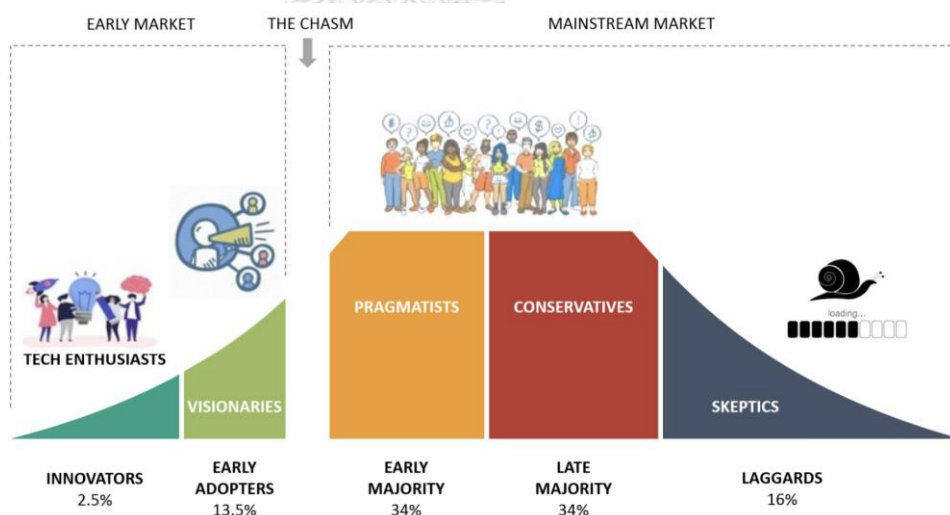 EARLY MARKET
THE CHASM
MAINSTREAM MARKET
TECH ENTHUSIASTS
VISIONARIES
PRAGMATISTS
CONSERVATIVES
loading...
SKEPTICS
INNOVATORS
2.5%
EARLY
ADOPTERS
13.5%
EARLY
MAJORITY
34%
LATE
MAJORITY
34%
LAGGARDS
16%